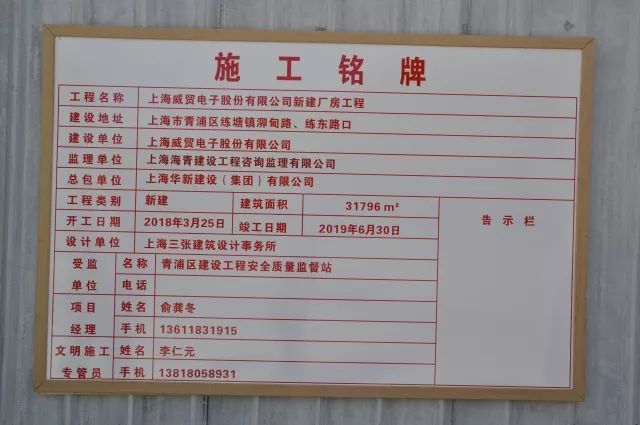 施工铭牌
工程名称 上海威贸电子股份有限公司新建厂房工程
建设地址 上海市青浦区练塘镇泖甸路、练东路口
建设单位 上海威贸电子股份有限公司
监理单位 上海海青建设工程咨询监理有限公司
总包单位 上海华新建设（集团）有限公司
工程类别 新建 建筑面积 31796 m²
开工日期 2018年3月25日 竣工日期 2019年6月30日
告示栏
设计单位 上海三张建筑设计事务所
受监 名称 青浦区建设工程安全质量监督站
单位 电话
项目 姓名 俞龚冬
经理 手机 13611831915
文明施工 姓名 李仁元
专管员 手机 13818058931